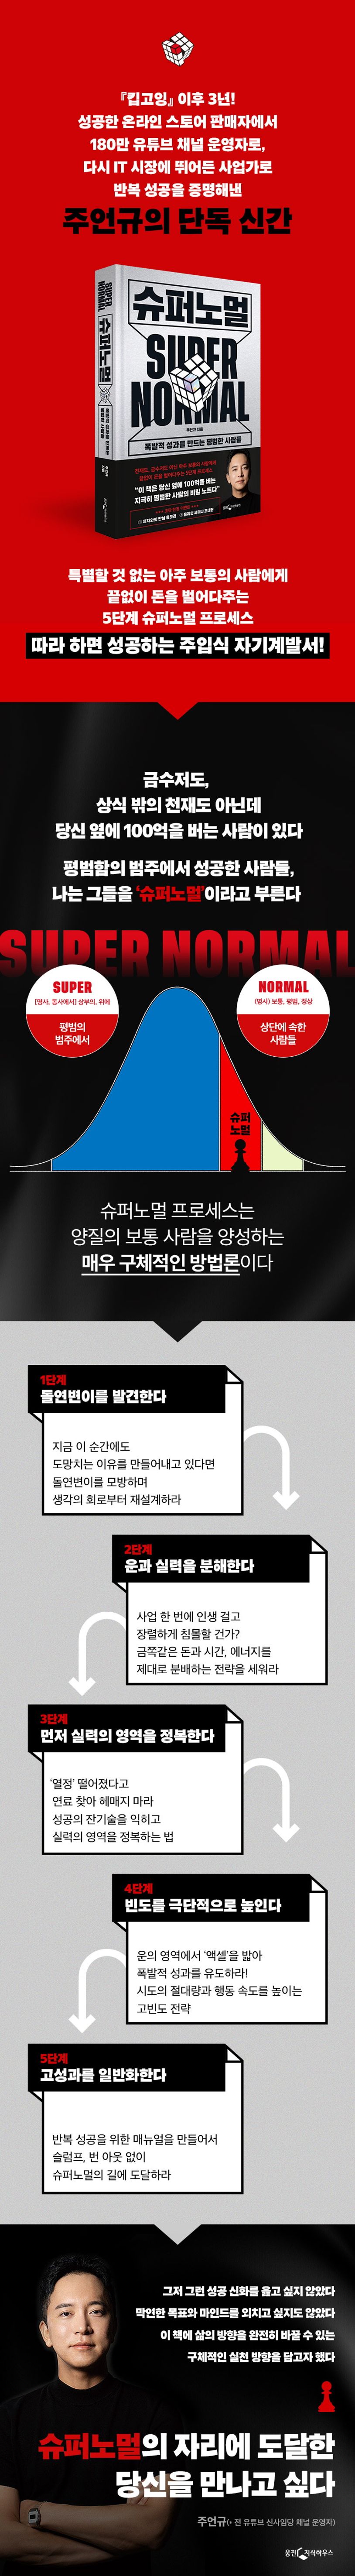 『킵고잉』 이후 3년!
성공한 온라인 스토어 판매자에서
180만 유튜브 채널 운영자로,
다시 IT 시장에 뛰어든 사업가로
반복 성공을 증명해낸
주언규의 단독 신간
슈퍼노멀
SUPER
NORMAL
주언규 지음
폭발적 성과를 만드는 평범한 사람들
SUPER
NORMAL
슈퍼노멀
"이 책은 당신 옆에 100억을 버는
지극히 평범한 사람의 비밀 노트다"
특별할 것 없는 아주 보통의 사람에게
끝없이 돈을 벌어다주는
5단계 슈퍼노멀 프로세스
따라 하면 성공하는 주입식 자기계발서!
금수저도,
상식 밖의 천재도 아닌데
당신 옆에 100억을 버는 사람이 있다
평범함의 범주에서 성공한 사람들,
나는 그들을 ‘슈퍼노멀’이라고 부른다
SUPER NORMAL
SUPER
[명사, 동사에서] 상부의, 위에
평범의
범주에서
NORMAL
(명사) 보통, 평범, 정상
상단에 속한
사람들
슈퍼
노멀
슈퍼노멀 프로세스는
양질의 보통 사람을 양성하는
매우 구체적인 방법론이다
1단계
돌연변이를 발견한다
지금 이 순간에도
도망치는 이유를 만들어내고 있다면
돌연변이를 모방하며
생각의 회로부터 재설계하라
2단계
운과 실력을 분해한다
사업 한 번에 인생 걸고
장렬하게 침몰할 건가?
금쪽같은 돈과 시간, 에너지를
제대로 분배하는 전략을 세워라
3단계
먼저 실력의 영역을 정복한다
‘열정’ 떨어졌다고
연료 찾아 헤매지 마라
성공의 잔기술을 익히고
실력의 영역을 정복하는 법
4단계
빈도를 극단적으로 높인다
운의 영역에서 ‘액셀’을 밟아
폭발적 성과를 유도하라!
시도의 절대량과 행동 속도를 높이는
고빈도 전략
5단계
고성과를 일반화한다
반복 성공을 위한 매뉴얼을 만들어서
슬럼프, 번 아웃 없이
슈퍼노멀의 길에 도달하라
그저 그런 성공 신화를 읊고 싶지 않았다
막연한 목표와 마인드를 외치고 싶지도 않았다
이 책에 삶의 방향을 완전히 바꿀 수 있는
구체적인 실천 방향을 담고자 했다
슈퍼노멀의 자리에 도달한
당신을 만나고 싶다
주언규(• 전 유튜브 신사임당 채널 운영자)
웅진 지식하우스